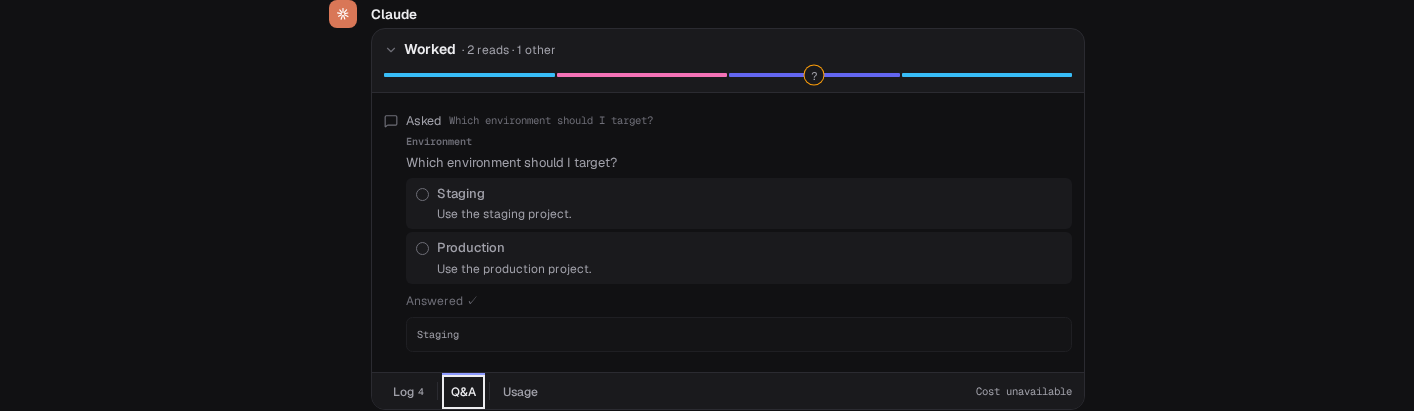 Claude
Worked · 2 reads · 1 other
?
Asked Which environment should I target?
Environment
Which environment should I target?
Staging
Use the staging project.
Production
Use the production project.
Answered ✓
Staging
Log 4 Q&A Usage Cost unavailable